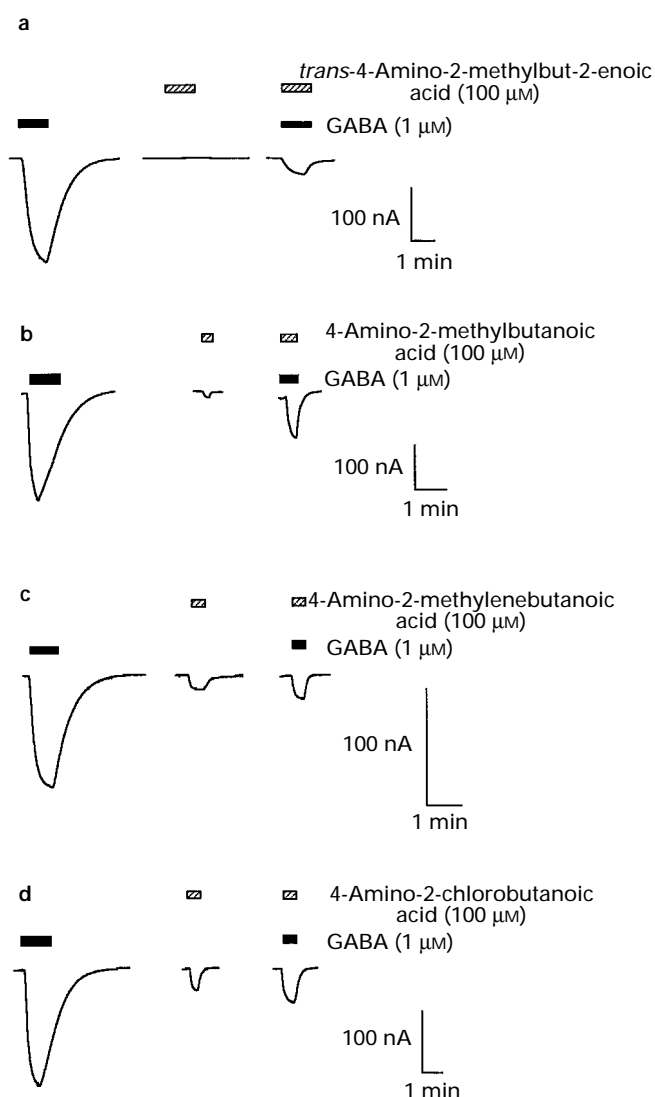 a
trans-4-Amino-2-methylbut-2-enoic
acid (100 μM)
GABA (1 μM)
100 nA
1 min
b
4-Amino-2-methylbutanoic
acid (100 μM)
GABA (1 μM)
100 nA
1 min
c
4-Amino-2-methylenebutanoic
acid (100 μM)
GABA (1 μM)
100 nA
1 min
d
4-Amino-2-chlorobutanoic
acid (100 μM)
GABA (1 μM)
100 nA
1 min